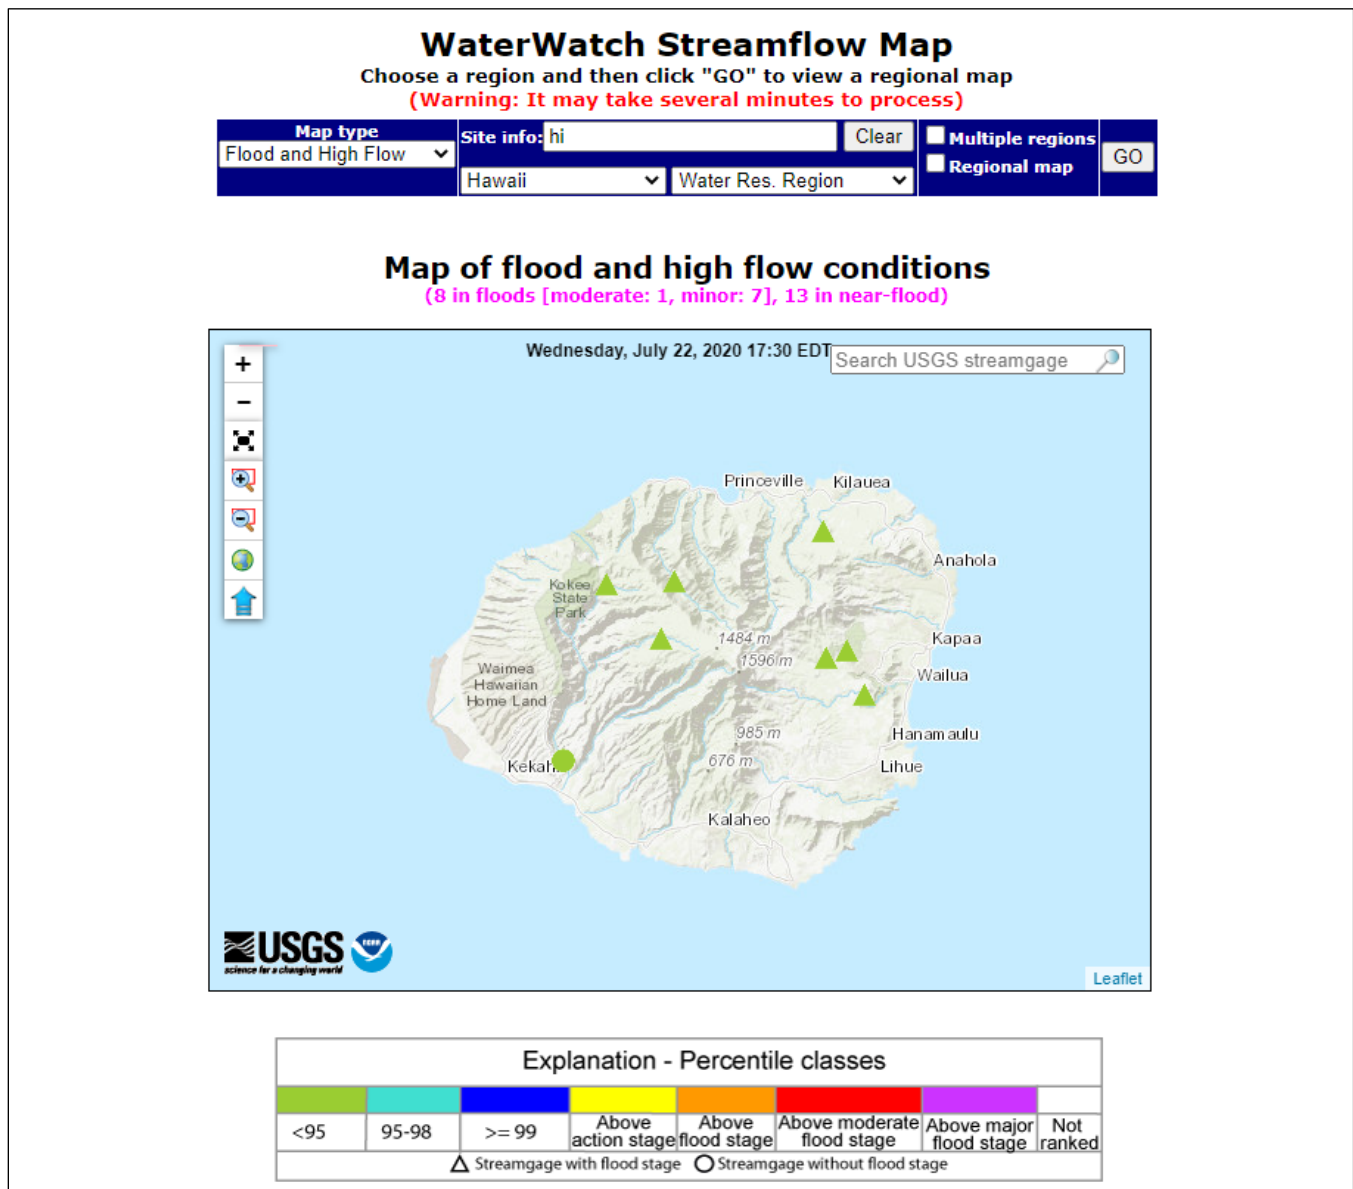 WaterWatch Streamflow Map
Choose a region and then click "GO" to view a regional map
(Warning: It may take several minutes to process)
Map type
Flood and High Flow
Site info: hi
Clear
Multiple regions
Regional map
GO
Hawaii
Water Res. Region
Map of flood and high flow conditions
(8 in floods [moderate: 1, minor: 7], 13 in near-flood)
Wednesday, July 22, 2020 17:30 EDT
Search USGS streamgage
+
−
Princeville
Kilauea
Anahola
Kokee
State
Park
1484 m
Kapaa
1596 m
Waimea
Hawaiian
Home Land
Wailua
985 m
Hanamaulu
Kekah
676 m
Lihue
Kalaheo
USGS
science for a changing world
Leaflet
Explanation - Percentile classes
<95
95-98
>= 99
Above action stage
Above flood stage
Above moderate flood stage
Above major flood stage
Not ranked
Streamgage with flood stage
Streamgage without flood stage